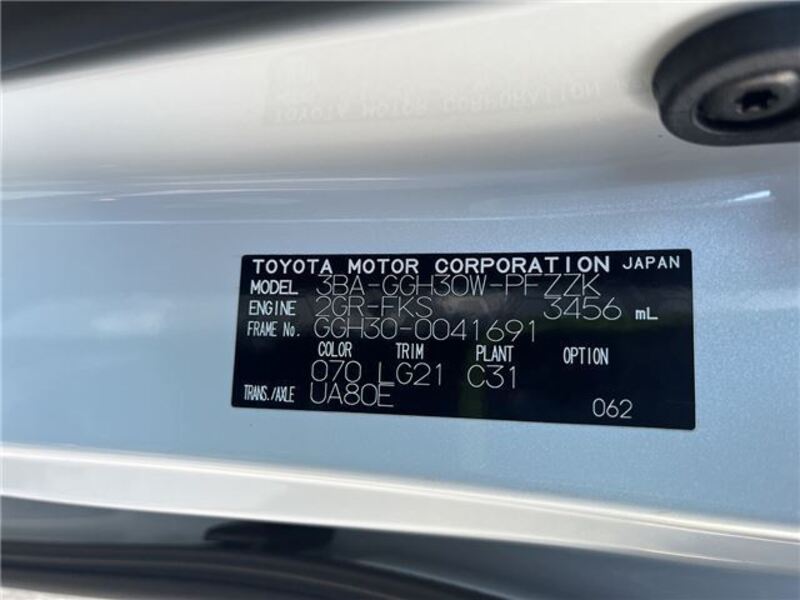 TOYOTA MOTOR CORPORATION JAPAN
MODEL 3BA-GGH30W-PFZZK
ENGINE 2GR-FKS 3456 mL
FRAME No. GGH30-0041691
COLOR TRIM PLANT OPTION
070 LG21 C31
TRANS./AXLE UA80E
062